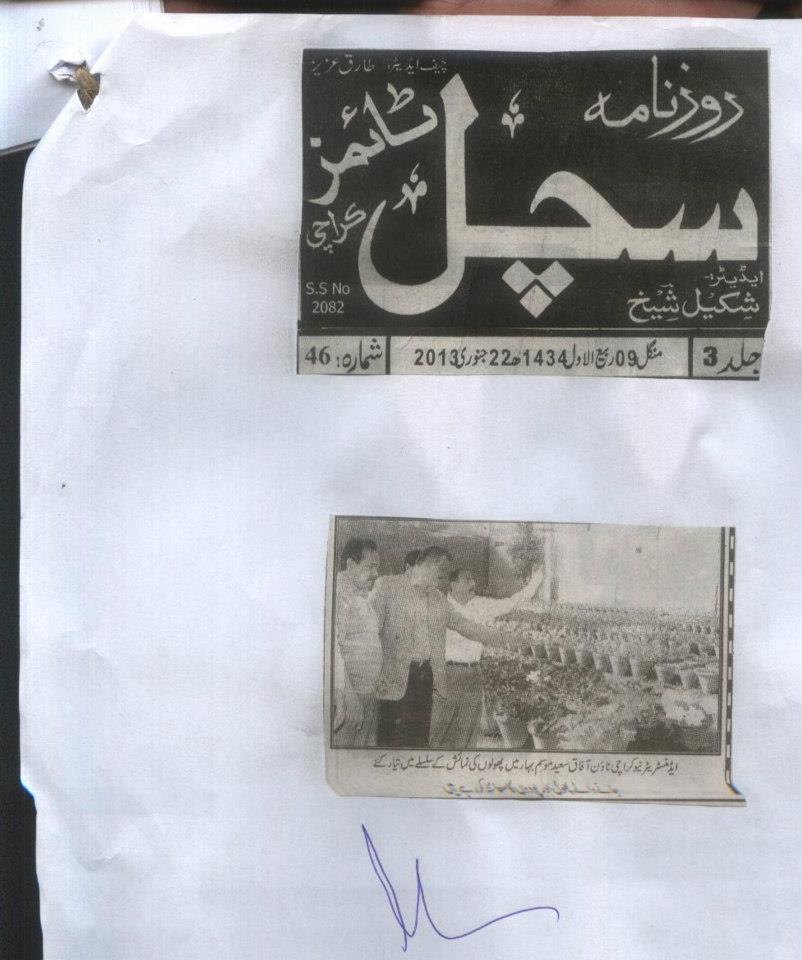 چیف ایڈیٹر: طارق عزیز
روزنامہ
سچل
ٹائمز
کراچی
ایڈیٹر:۔
شکیل شیخ
S.S No
2082
جلد 3
منگل 09 ربیع الاول 1434ھ 22 جنوری 2013
شمارہ: 46
ایڈمنسٹریٹر نیو کراچی ٹاؤن آفاق سعید موسم بہار میں پھولوں کی نمائش کے سلسلے میں تیار کئے